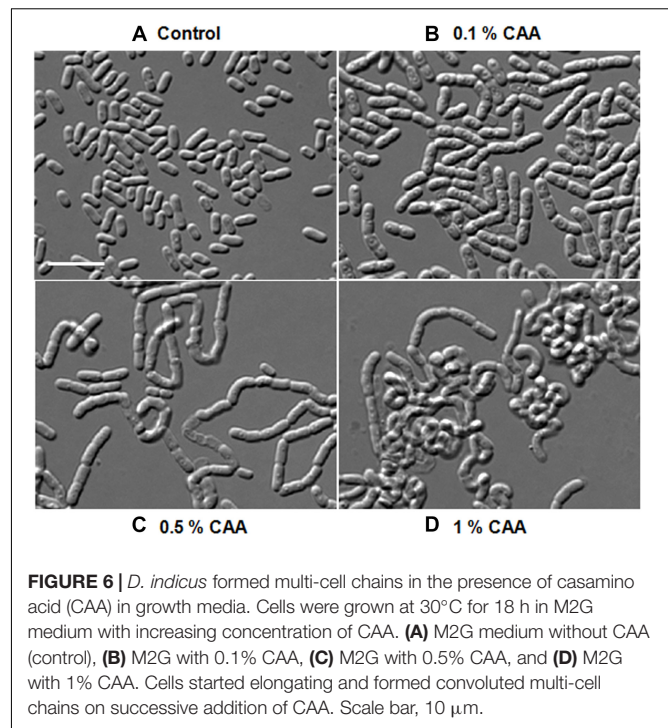 A Control
B 0.1 % CAA
C 0.5 % CAA
D 1 % CAA
FIGURE 6 | D. indicus formed multi-cell chains in the presence of casamino
acid (CAA) in growth media. Cells were grown at 30°C for 18 h in M2G
medium with increasing concentration of CAA. (A) M2G medium without CAA
(control), (B) M2G with 0.1% CAA, (C) M2G with 0.5% CAA, and (D) M2G
with 1% CAA. Cells started elongating and formed convoluted multi-cell
chains on successive addition of CAA. Scale bar, 10 μm.